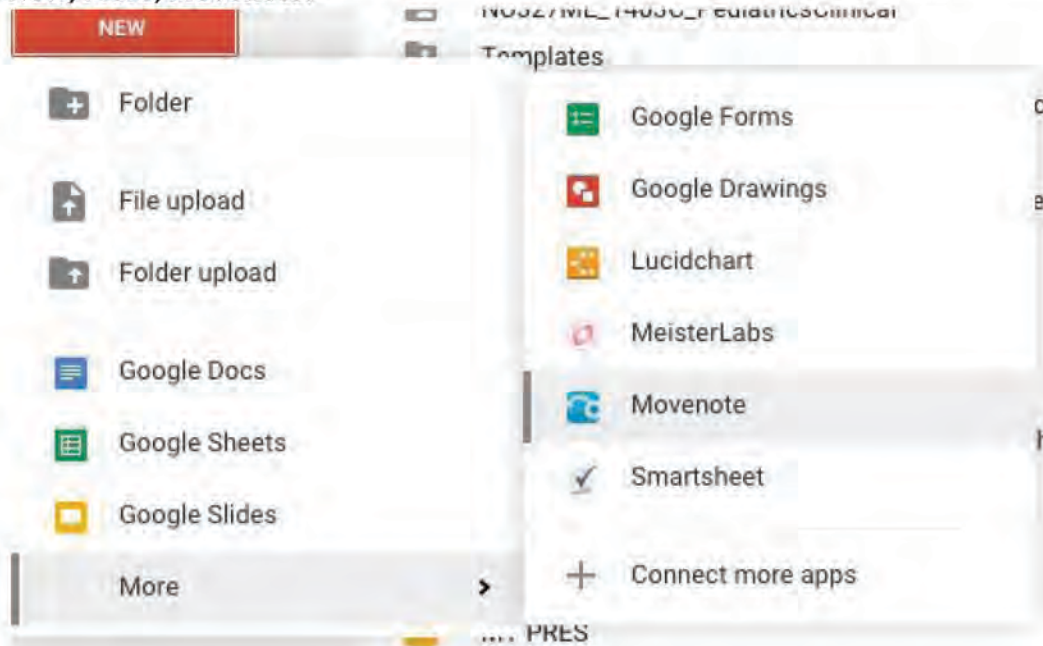 NEW
Templates
Folder
File upload
Folder upload
Google Docs
Google Sheets
Google Slides
More
Google Forms
Google Drawings
Lucidchart
MeisterLabs
Movenote
Smartsheet
Connect more apps
PRES